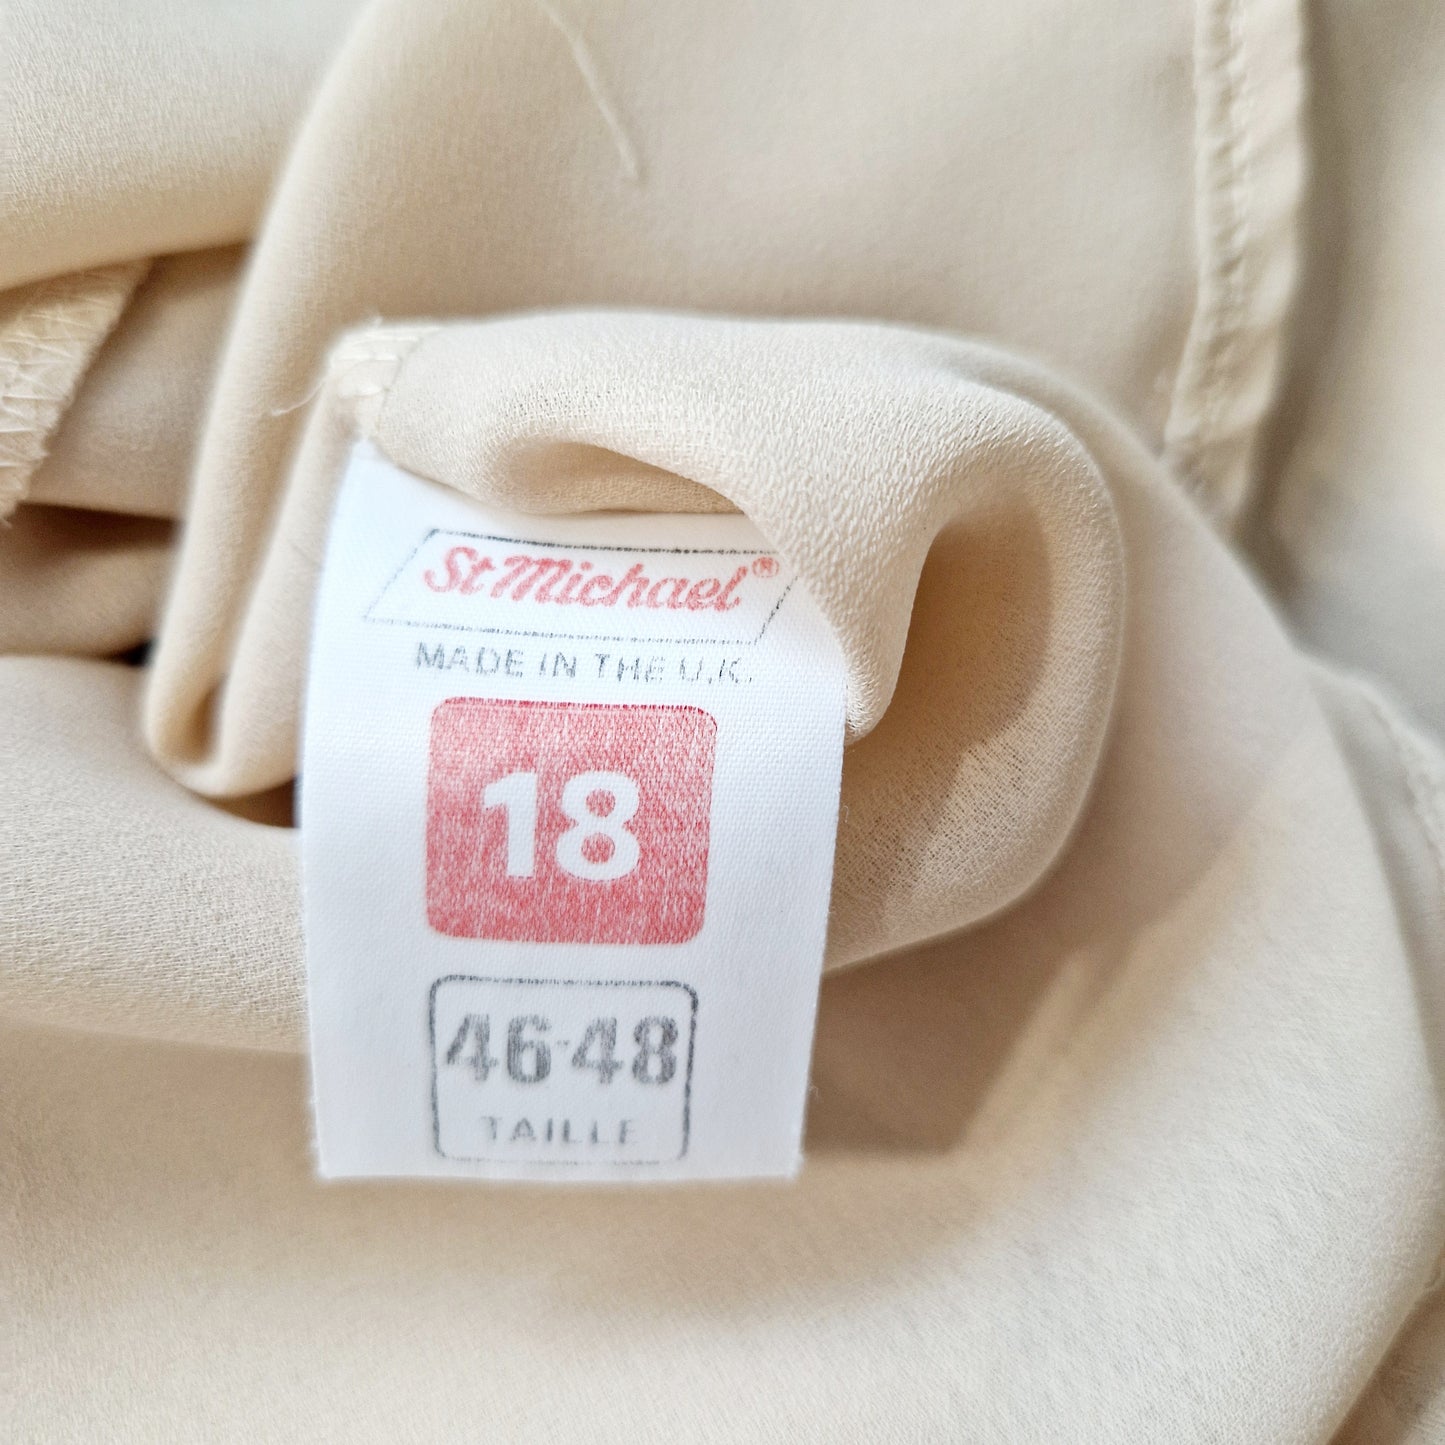 St Michael®
MADE IN THE U.K.
18
46-48
TAILLE